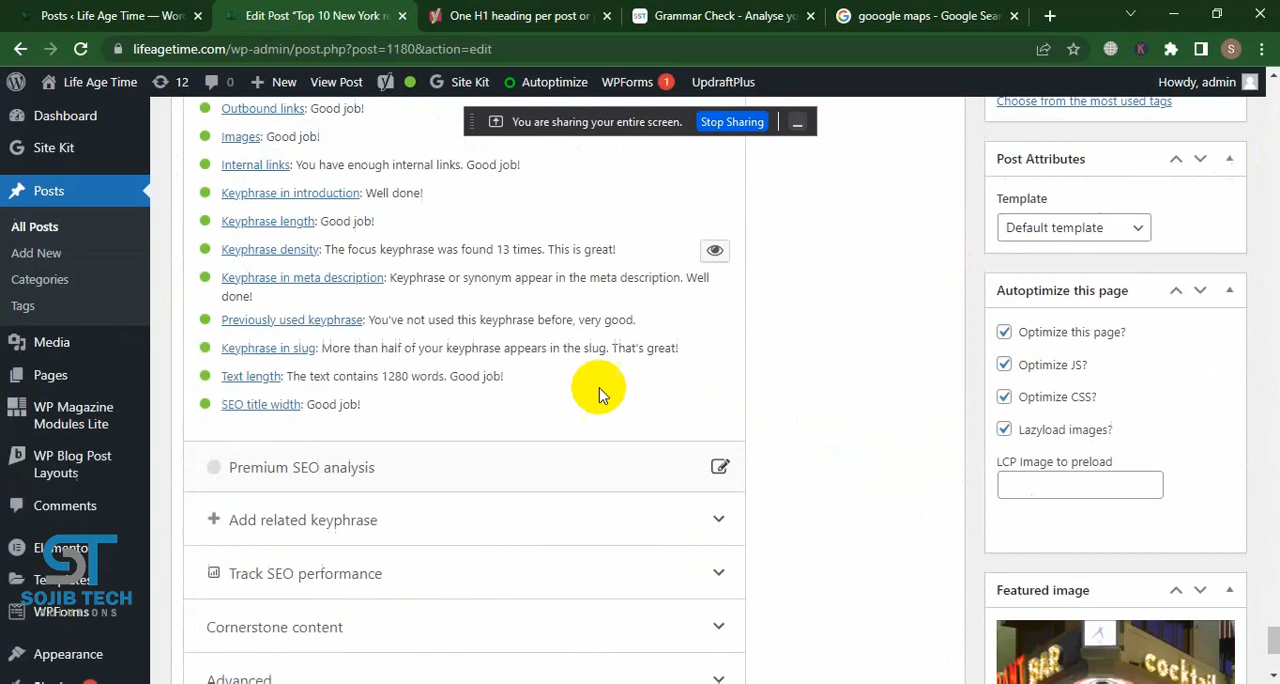 Posts ‹ Life Age Time — Wor
Edit Post "Top 10 New York r
One H1 heading per post or
Grammar Check - Analyse yo
gooogle maps - Google Sear
lifeagetime.com/wp-admin/post.php?post=1180&action=edit
Life Age Time
12
0
New
View Post
Site Kit
Autoptimize
WPForms 1
UpdraftPlus
Howdy, admin
You are sharing your entire screen.
Stop Sharing
Dashboard
Site Kit
Posts
All Posts
Add New
Categories
Tags
Media
Pages
WP Magazine
Modules Lite
WP Blog Post
Layouts
Comments
Elemento
Templates
WPForms
Appearance
SOJIB TECH
Outbound links: Good job!
Images: Good job!
Internal links: You have enough internal links. Good job!
Keyphrase in introduction: Well done!
Keyphrase length: Good job!
Keyphrase density: The focus keyphrase was found 13 times. This is great!
Keyphrase in meta description: Keyphrase or synonym appear in the meta description. Well
done!
Previously used keyphrase: You've not used this keyphrase before, very good.
Keyphrase in slug: More than half of your keyphrase appears in the slug. That's great!
Text length: The text contains 1280 words. Good job!
SEO title width: Good job!
Premium SEO analysis
Add related keyphrase
Track SEO performance
Cornerstone content
Advanced
Choose from the most used tags
Post Attributes
Template
Default template
Autoptimize this page
Optimize this page?
Optimize JS?
Optimize CSS?
Lazyload images?
LCP Image to preload
Featured image
BAR
cocktail